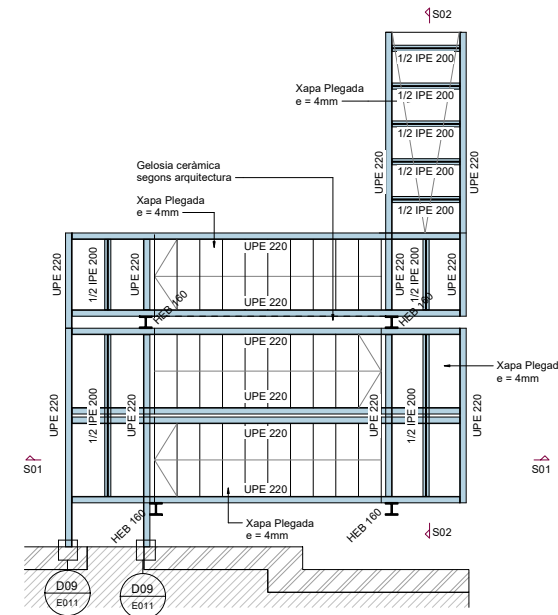 S02
1/2 IPE 200
Xapa Plegada
e = 4mm
1/2 IPE 200
1/2 IPE 200
UPE 220
UPE 220
1/2 IPE 200
Gelosia ceràmica
segons arquitectura
Xapa Plegada
e = 4mm
1/2 IPE 200
UPE 220
UPE 220
1/2 IPE 200
UPE 220
UPE 220
1/2 IPE 200
UPE 220
UPE 220
HEB 160
HEB 160
UPE 220
Xapa Plegad
e = 4mm
UPE 220
1/2 IPE 200
UPE 220
UPE 220
1/2 IPE 200
UPE 220
UPE 220
UPE 220
S01
S01
UPE 220
HEB 160
HEB 160
Xapa Plegada
e = 4mm
S02
D09
E011
D09
E011